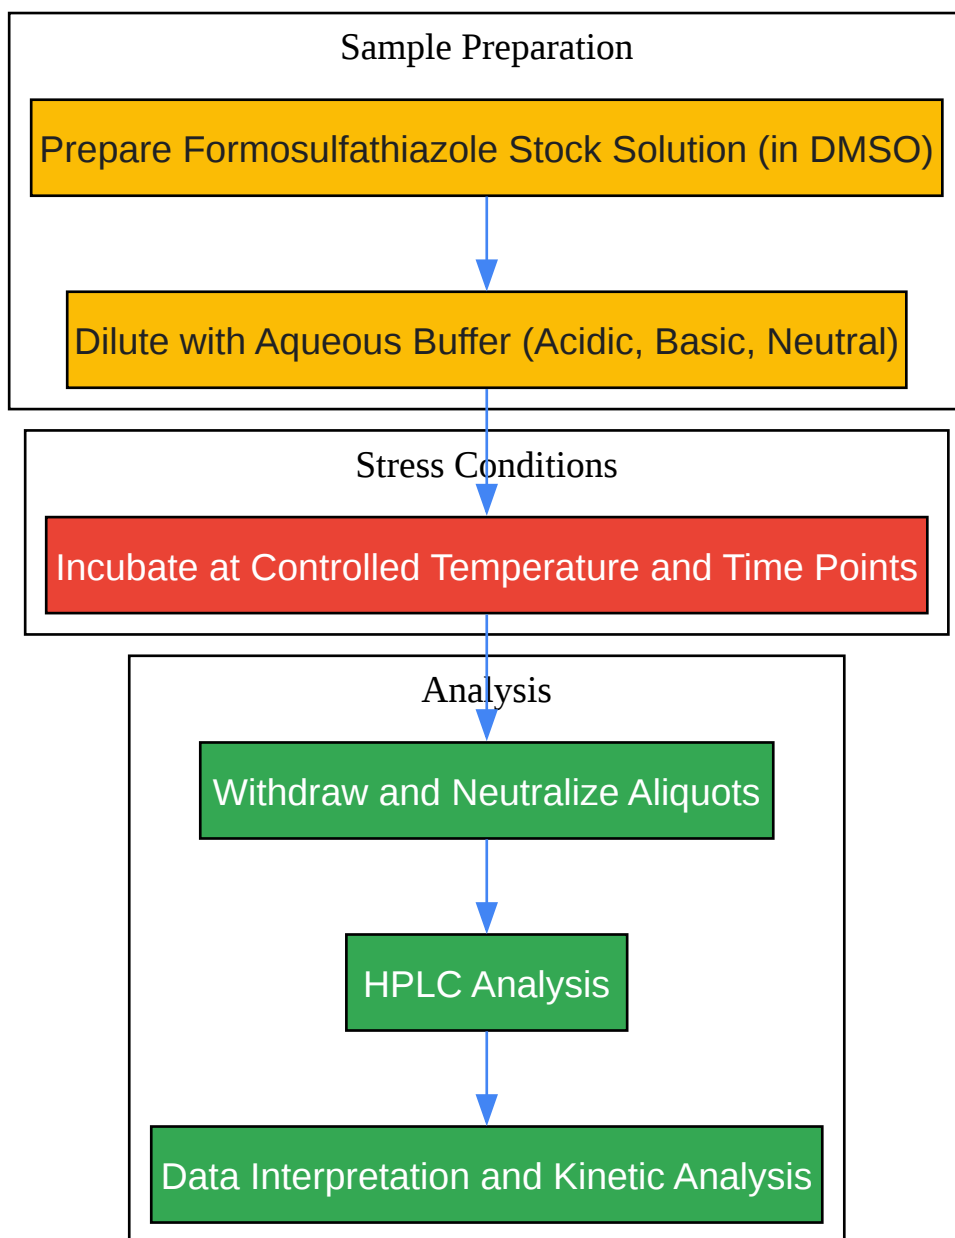 Sample Preparation
Prepare Formosulfathiazole Stock Solution (in DMSO)
Dilute with Aqueous Buffer (Acidic, Basic, Neutral)
Stress Conditions
Incubate at Controlled Temperature and Time Points
Analysis
Withdraw and Neutralize Aliquots
HPLC Analysis
Data Interpretation and Kinetic Analysis